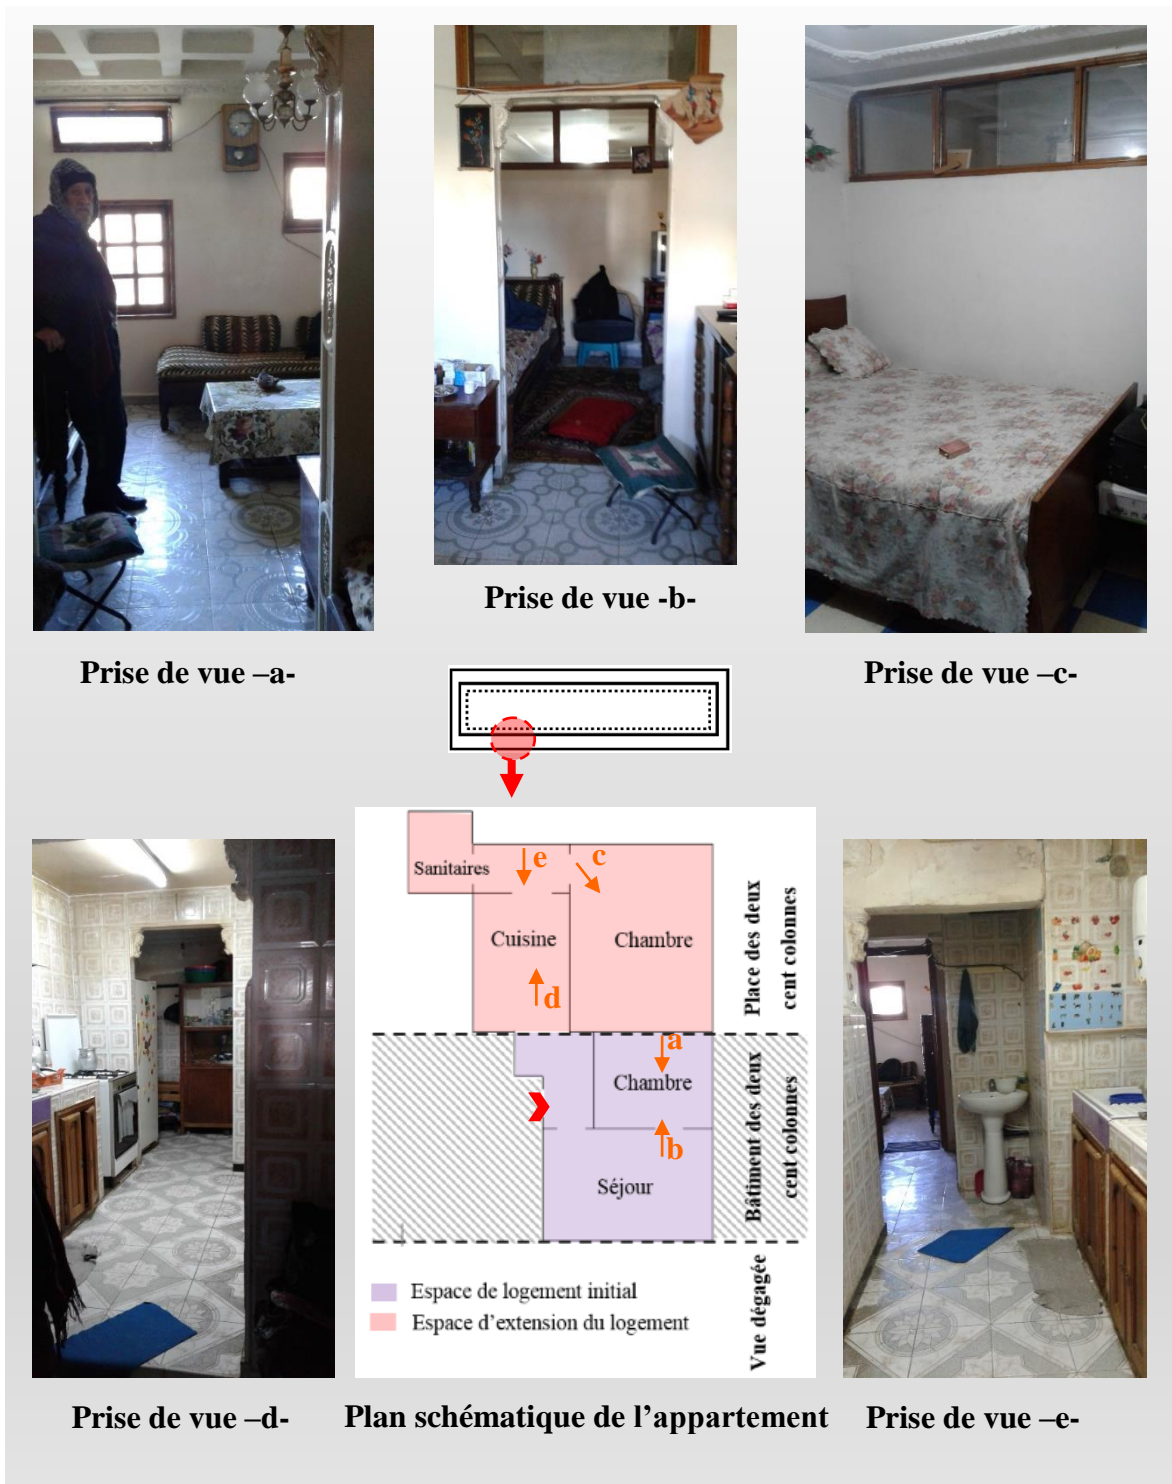 Prise de vue -b-
Prise de vue –a-
Prise de vue –c-
Sanitaires
e
c
Cuisine
Chambre
d
Place des deux
cent colonnes
a
Chambre
b
Séjour
Bâtiment des deux
cent colonnes
Espace de logement initial
Espace d'extension du logement
Vue dégagée
Prise de vue –d-
Plan schématique de l'appartement
Prise de vue –e-